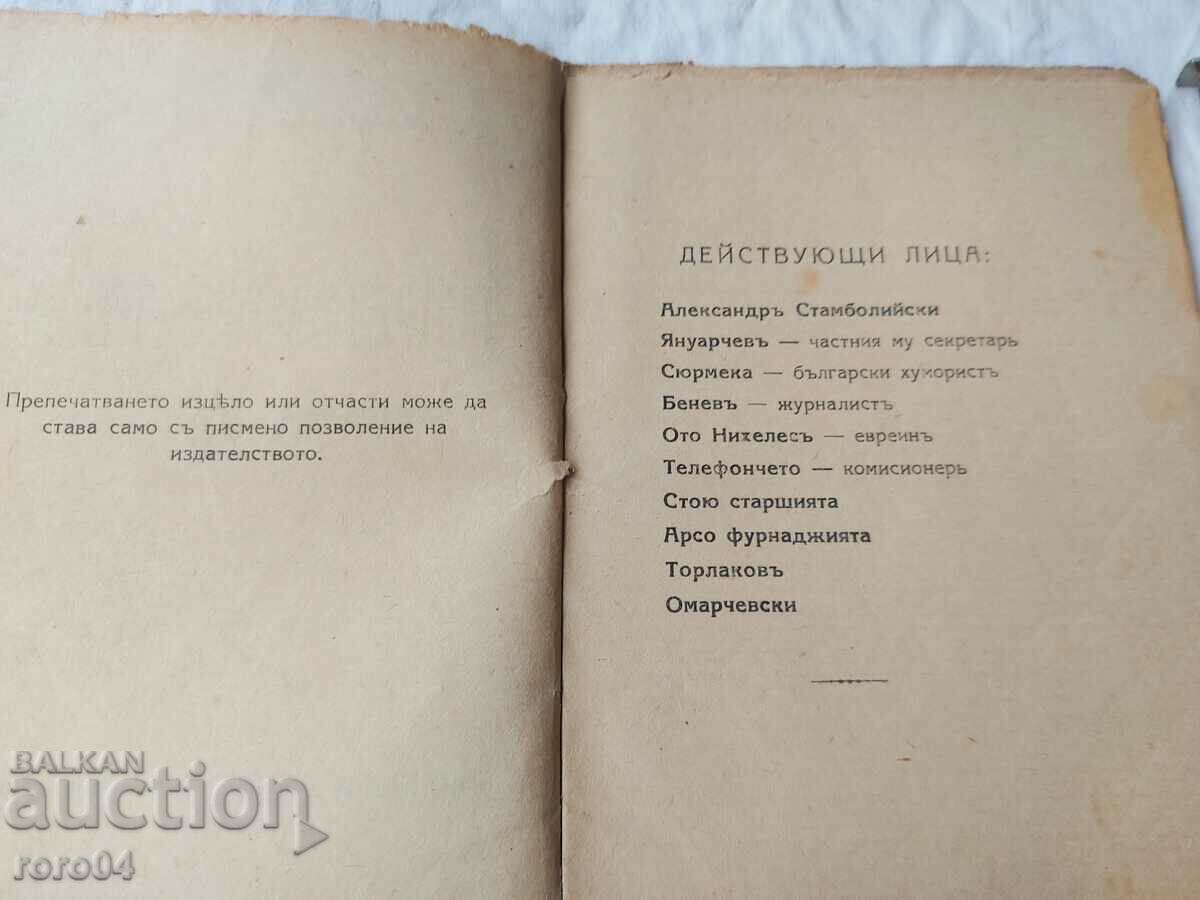 Препечатването изцѣло или отчасти може да
става само съ писмено позволение на
издателството.
ДЕЙСТВУЮЩИ ЛИЦА:
Александръ Стамболийски
Януарчевъ — частния му секретарь
Сюрмека — български хумористъ
Беневъ — журналистъ
Ото Нихелесъ — евреинъ
Телефончето — комисионерь
Стою старшията
Арсо фурнаджията
Торлаковъ
Омарчевски
BALKAN
auction
roro04